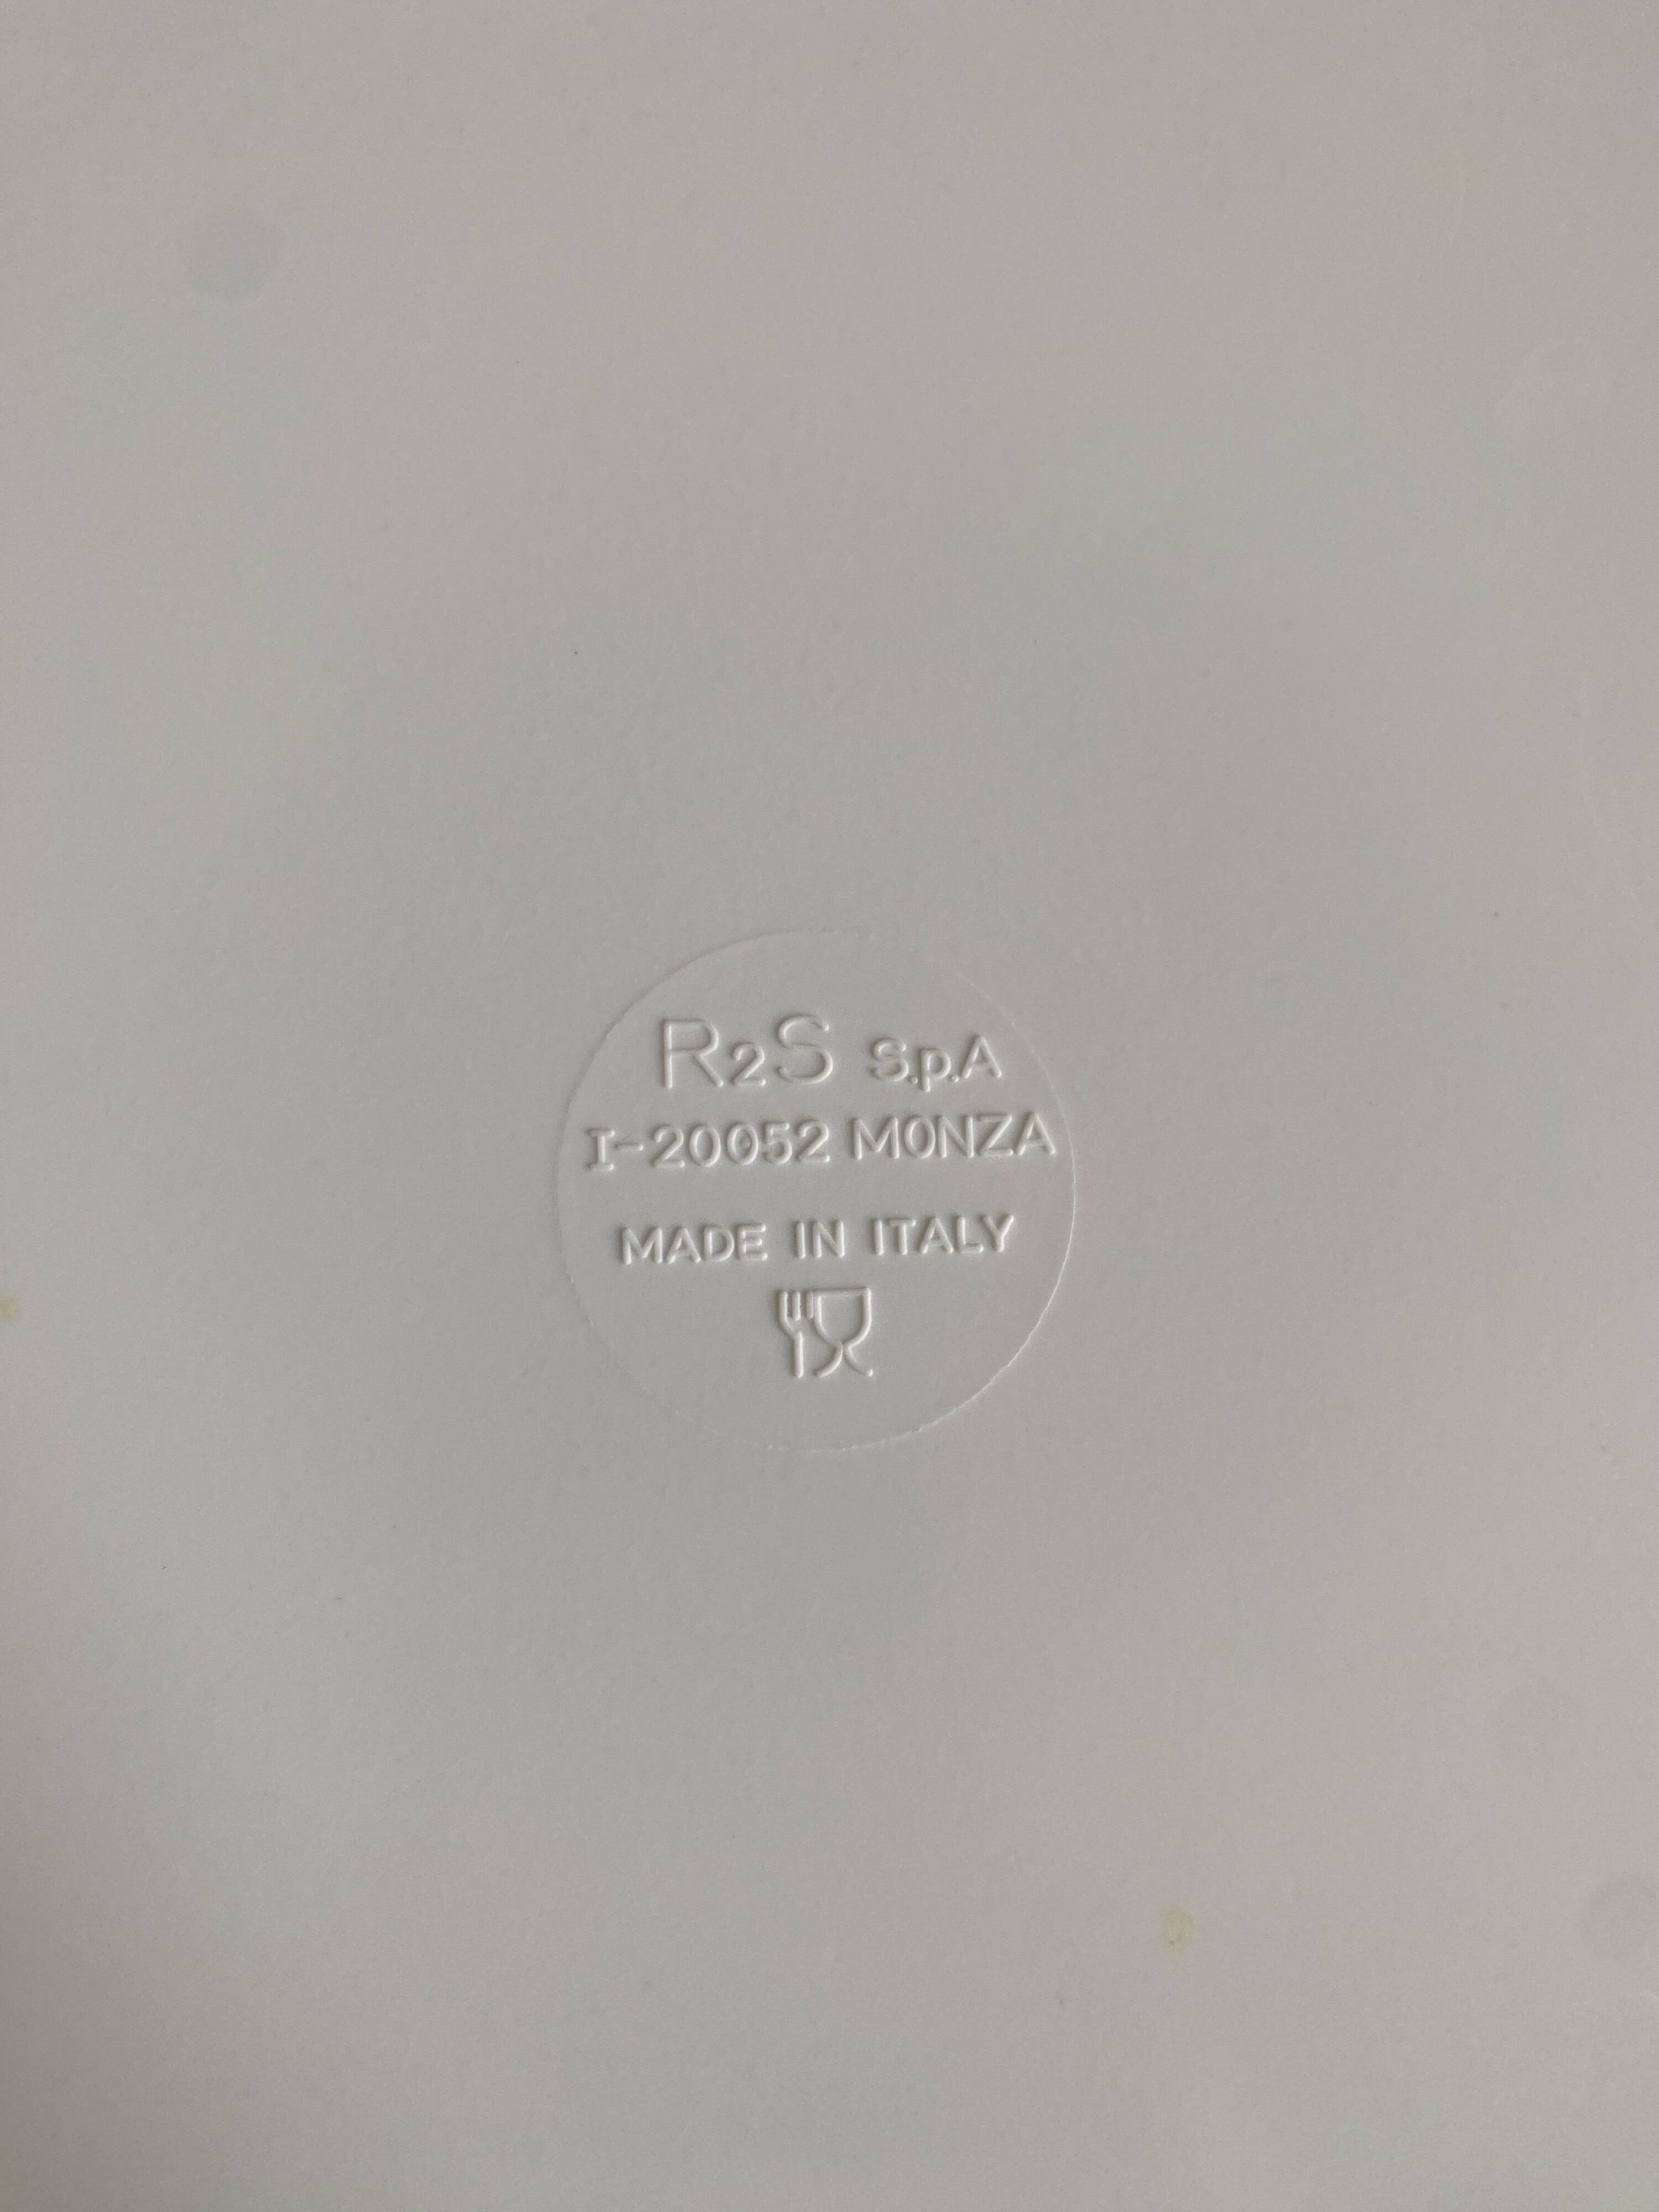 R2S S.p.A
I-20052 MONZA
MADE IN ITALY